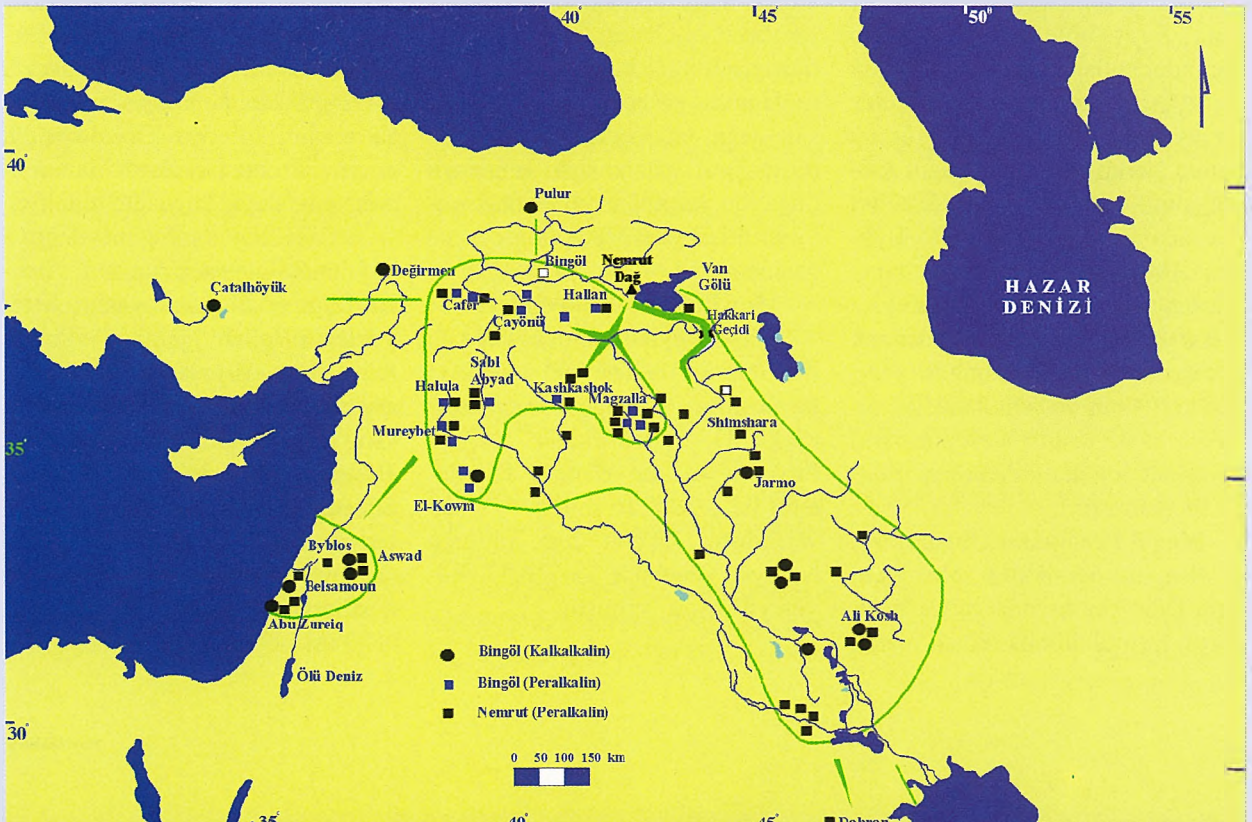 40°
45
50°
55°
40°
Pulur
Değirmen
Bingöl
Nemrut
Dağ
Van
Gölü
Çatalhöyük
Cafer
Hallan
HAZAR
DENİZİ
Çayönü
Hakkari
Geçidi
Sabl
Abyad
Halula
Kashkashok
Magzalla
Mureybet
Shimshara
35°
Jarmo
El-Kowm
Byblos
Aswad
Belsamoun
Abu Zureiq
Ali Kosh
Ölü Deniz
Bingöl (Kalkalkalin)
Bingöl (Peralkalin)
Nemrut (Peralkalin)
30°
0 50 100 150 km
35°
40°
45°
Dahran